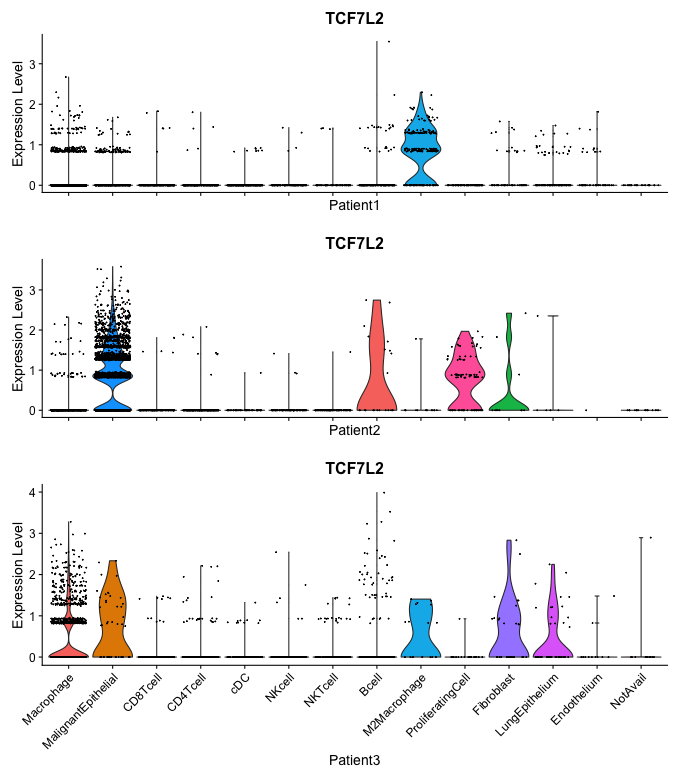 TCF7L2
Expression Level
3
2
1
0
Patient1
TCF7L2
Expression Level
3
2
1
0
Patient2
TCF7L2
Expression Level
4
3
2
1
0
Macrophage
MalignantEpithelial
CD8Tcell
CD4Tcell
cDC
NKcell
NKTcell
Bcell
M2Macrophage
ProliferatingCell
Fibroblast
LungEpithelium
Endothelium
NotAvail
Patient3